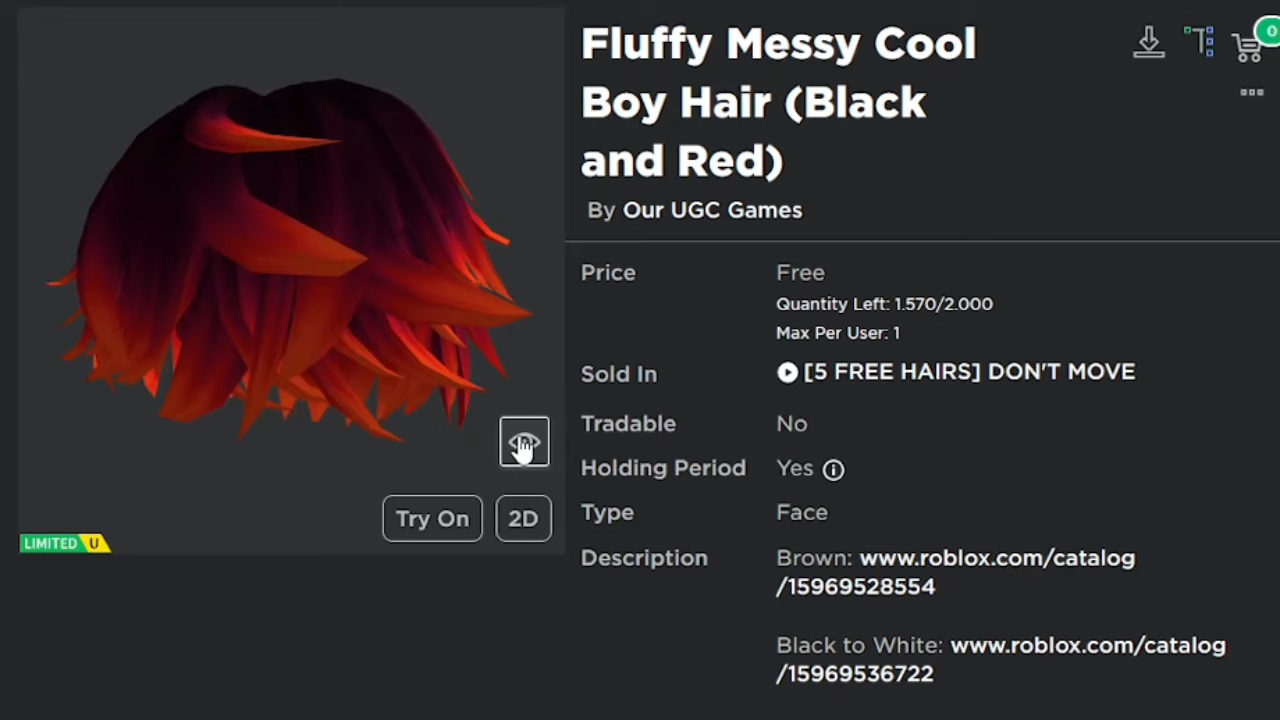 Fluffy Messy Cool
Boy Hair (Black
and Red)
By Our UGC Games
0
Price
Free
Quantity Left: 1.570/2.000
Max Per User: 1
Sold In
[5 FREE HAIRS] DON'T MOVE
Tradable
No
Holding Period
Yes
Type
Face
Description
Brown: www.roblox.com/catalog
/15969528554
Black to White: www.roblox.com/catalog
/15969536722
Try On
2D
LIMITED U